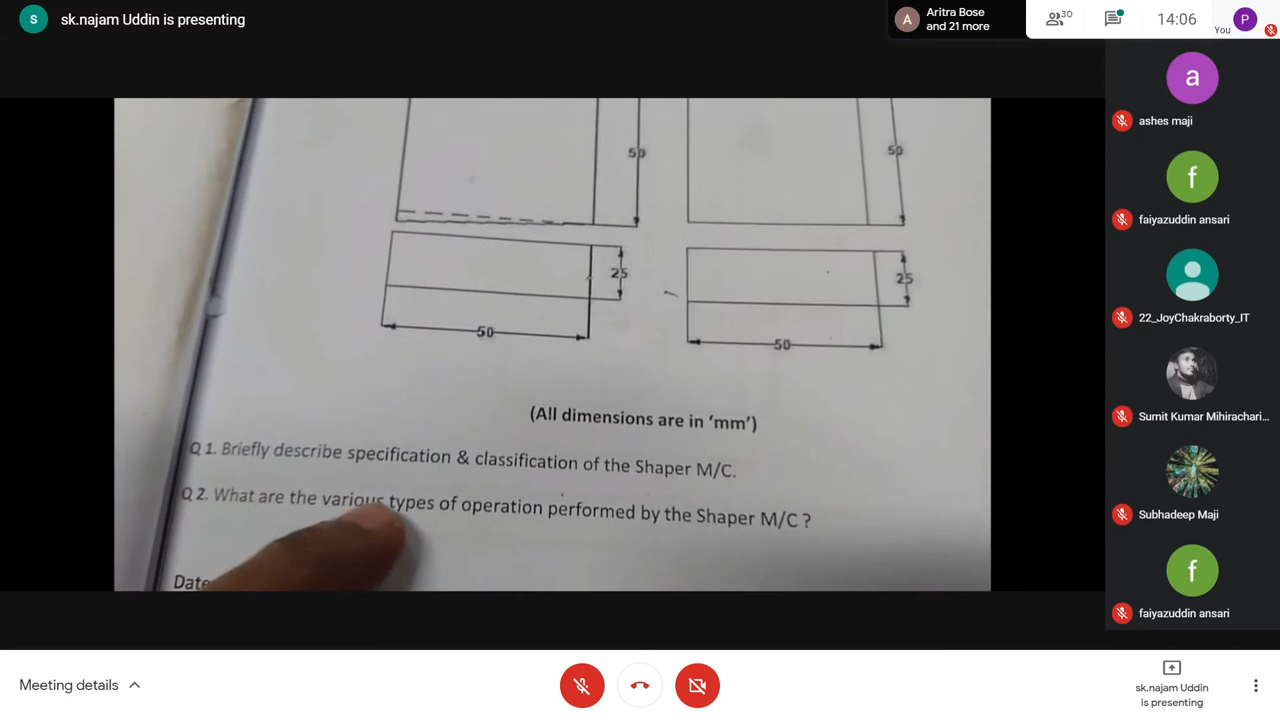 S
sk.najam Uddin is presenting
A
Aritra Bose
and 21 more
30
14:06
You
P
a
ashes maji
f
faiyazuddin ansari
22_JoyChakraborty_IT
Sumit Kumar Mihirachari...
Subhadeep Maji
f
faiyazuddin ansari
50
50
25
25
50
50
(All dimensions are in ‘mm’)
Q 1. Briefly describe specification & classification of the Shaper M/C.
Q 2. What are the various types of operation performed by the Shaper M/C ?
Date
Meeting details
sk.najam Uddin
is presenting